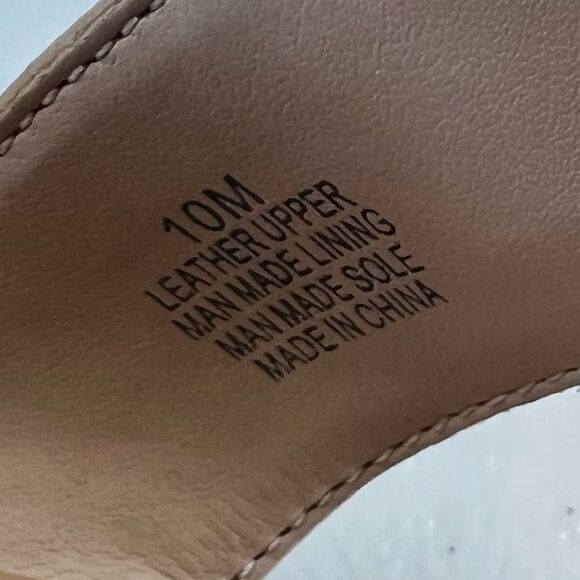 10M
LEATHER UPPER
MAN MADE LINING
MAN MADE SOLE
MADE IN CHINA